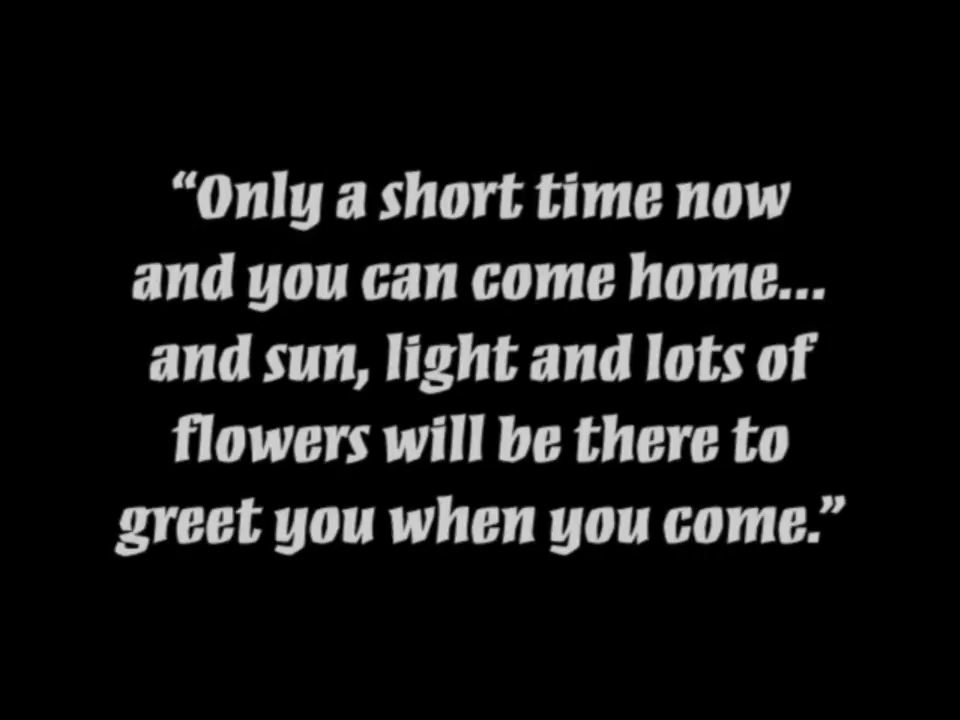 “Only a short time now
and you can come home...
and sun, light and lots of
flowers will be there to
greet you when you come.”